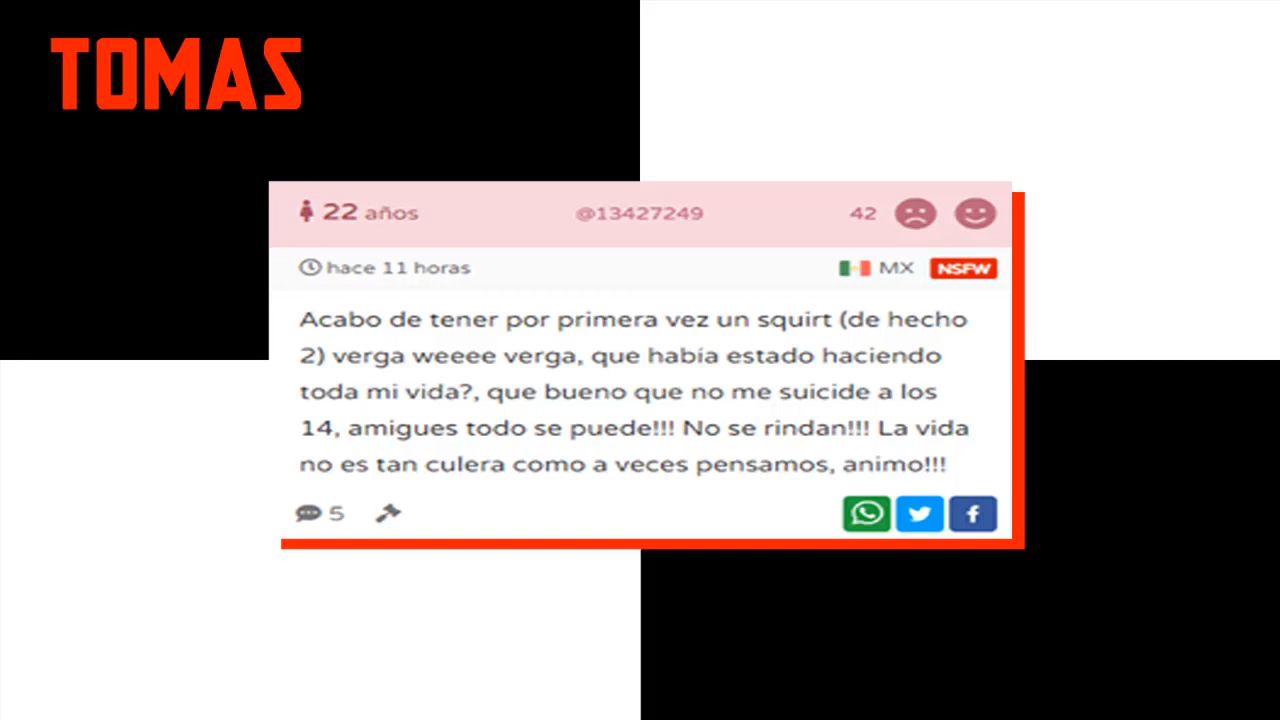 TOMAS
22 años @13427249 42
hace 11 horas MX NSFW
Acabo de tener por primera vez un squirt (de hecho
2) verga weeee verga, que había estado haciendo
toda mi vida?, que bueno que no me suicide a los
14, amigues todo se puede!!! No se rindan!!! La vida
no es tan culera como a veces pensamos, animo!!!
5